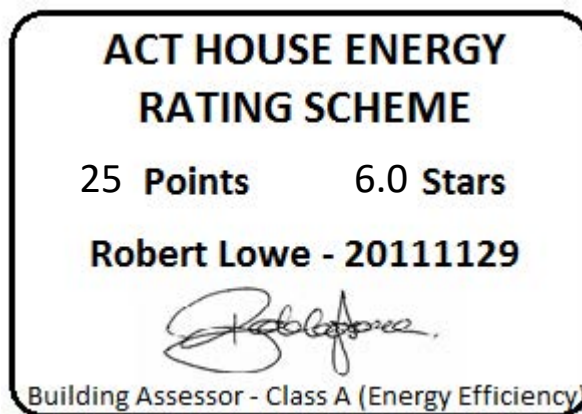 ACT HOUSE ENERGY
RATING SCHEME
25 Points 6.0 Stars
Robert Lowe - 20111129
Building Assessor - Class A (Energy Efficiency)